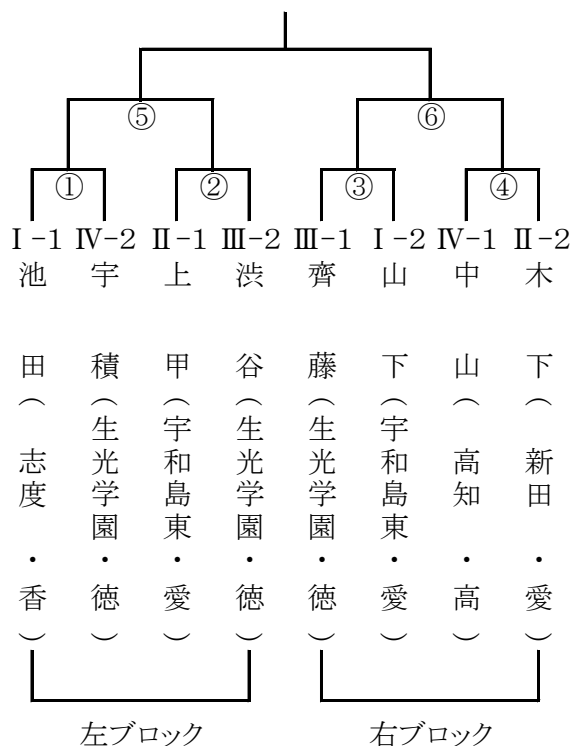 ⑤ ⑥
① ② ③ ④
Ⅰ-1 Ⅳ-2 Ⅱ-1 Ⅲ-2 Ⅲ-1 Ⅰ-2 Ⅳ-1 Ⅱ-2
池田(志度・香)
宇積(生光学園・徳)
上甲(宇和島東・愛)
渋谷(生光学園・徳)
齊藤(生光学園・徳)
山下(宇和島東・愛)
中山(高知・高)
木下(新田・愛)
左ブロック 右ブロック